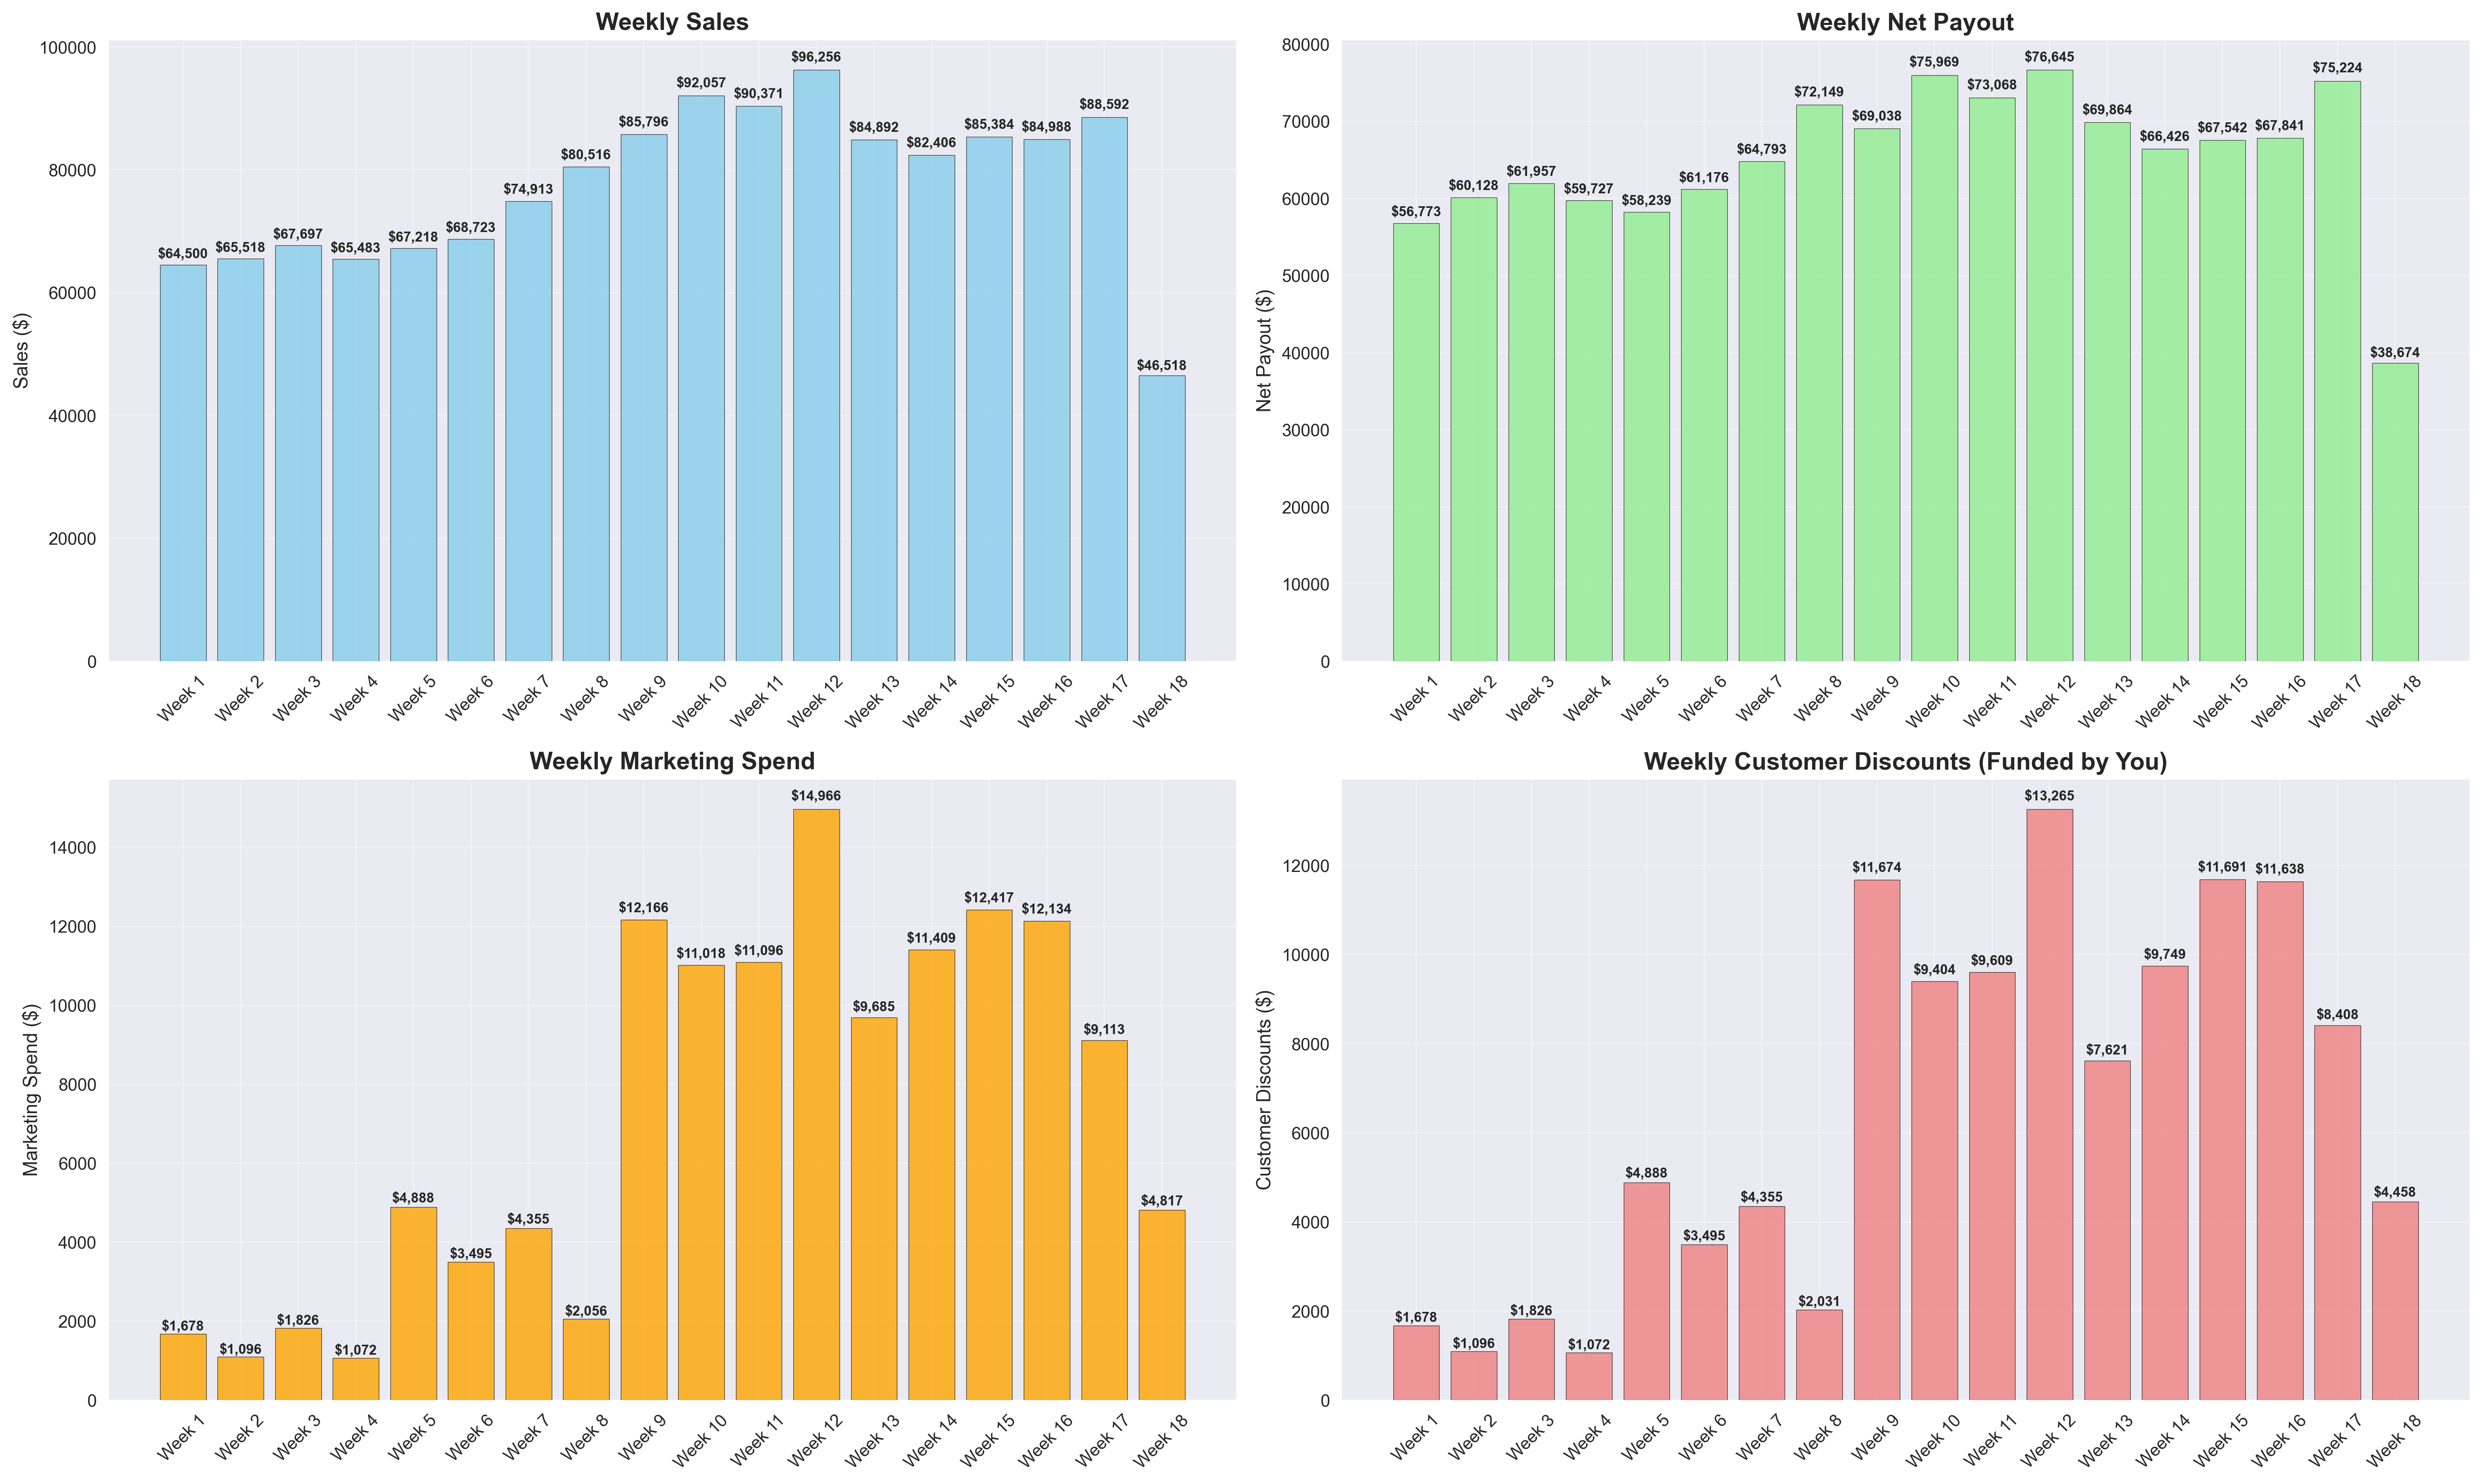 Weekly Sales
Sales ($)
100000
80000
60000
40000
20000
0
$64,500
$65,518
$67,697
$65,483
$67,218
$68,723
$74,913
$80,516
$85,796
$92,057
$90,371
$96,256
$84,892
$82,406
$85,384
$84,988
$88,592
$46,518
Week 1
Week 2
Week 3
Week 4
Week 5
Week 6
Week 7
Week 8
Week 9
Week 10
Week 11
Week 12
Week 13
Week 14
Week 15
Week 16
Week 17
Week 18
Weekly Net Payout
Net Payout ($)
80000
70000
60000
50000
40000
30000
20000
10000
0
$56,773
$60,128
$61,957
$59,727
$58,239
$61,176
$64,793
$72,149
$69,038
$75,969
$73,068
$76,645
$69,864
$66,426
$67,542
$67,841
$75,224
$38,674
Week 1
Week 2
Week 3
Week 4
Week 5
Week 6
Week 7
Week 8
Week 9
Week 10
Week 11
Week 12
Week 13
Week 14
Week 15
Week 16
Week 17
Week 18
Weekly Marketing Spend
Marketing Spend ($)
14000
12000
10000
8000
6000
4000
2000
0
$1,678
$1,096
$1,826
$1,072
$4,888
$3,495
$4,355
$2,056
$12,166
$11,018
$11,096
$14,966
$9,685
$11,409
$12,417
$12,134
$9,113
$4,817
Week 1
Week 2
Week 3
Week 4
Week 5
Week 6
Week 7
Week 8
Week 9
Week 10
Week 11
Week 12
Week 13
Week 14
Week 15
Week 16
Week 17
Week 18
Weekly Customer Discounts (Funded by You)
Customer Discounts ($)
12000
10000
8000
6000
4000
2000
0
$1,678
$1,096
$1,826
$1,072
$4,888
$3,495
$4,355
$2,031
$11,674
$9,404
$9,609
$13,265
$7,621
$9,749
$11,691
$11,638
$8,408
$4,458
Week 1
Week 2
Week 3
Week 4
Week 5
Week 6
Week 7
Week 8
Week 9
Week 10
Week 11
Week 12
Week 13
Week 14
Week 15
Week 16
Week 17
Week 18